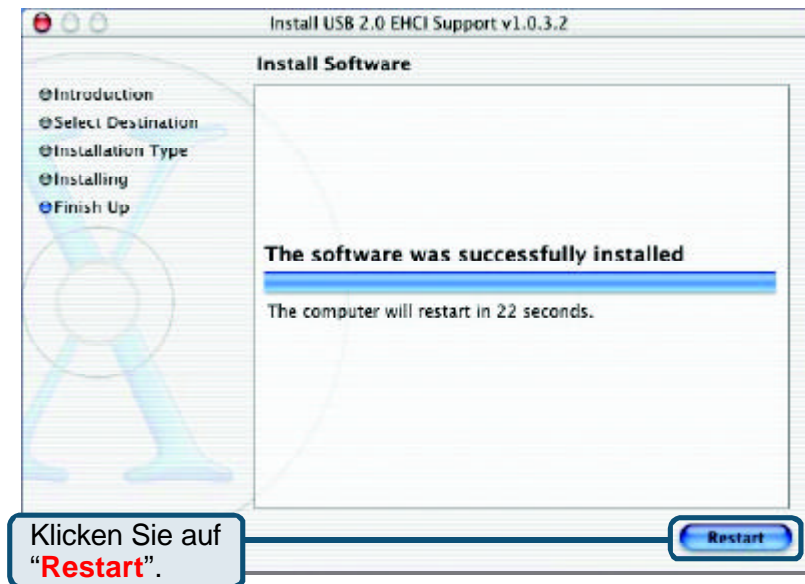 Install USB 2.0 EHCI Support v1.0.3.2
Install Software
Introduction
Select Destination
Installation Type
Installing
Finish Up
The software was successfully installed
The computer will restart in 22 seconds.
Klicken Sie auf
“Restart”.
Restart